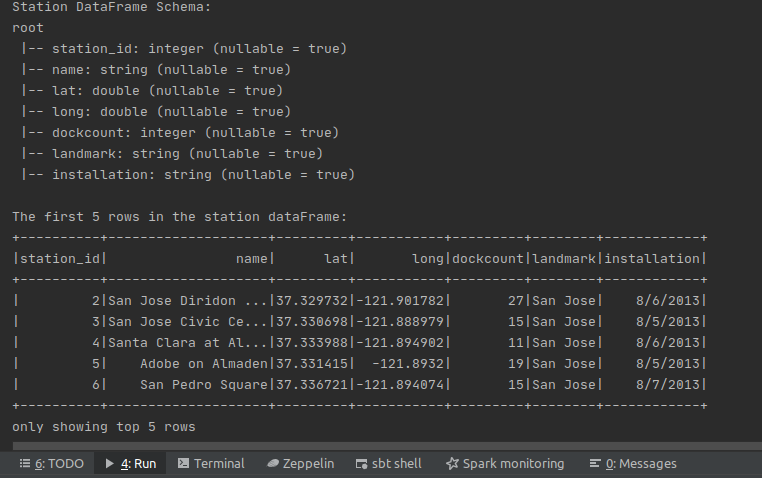 Station DataFrame Schema:
root
 |-- station_id: integer (nullable = true)
 |-- name: string (nullable = true)
 |-- lat: double (nullable = true)
 |-- long: double (nullable = true)
 |-- dockcount: integer (nullable = true)
 |-- landmark: string (nullable = true)
 |-- installation: string (nullable = true)

The first 5 rows in the station dataFrame:
+----------+--------------------+---------+-----------+---------+--------+------------+
|station_id|                name|      lat|       long|dockcount|landmark|installation|
+----------+--------------------+---------+-----------+---------+--------+------------+
|         2|San Jose Diridon ...|37.329732|-121.901782|       27|San Jose|    8/6/2013|
|         3|San Jose Civic Ce...|37.330698|-121.888979|       15|San Jose|    8/5/2013|
|         4|Santa Clara at Al...|37.333988|-121.894902|       11|San Jose|    8/6/2013|
|         5|    Adobe on Almaden|37.331415|  -121.8932|       19|San Jose|    8/5/2013|
|         6|    San Pedro Square|37.336721|-121.894074|       15|San Jose|    8/7/2013|
+----------+--------------------+---------+-----------+---------+--------+------------+
only showing top 5 rows
6: TODO 4: Run Terminal Zeppelin sbt shell Spark monitoring 0: Messages